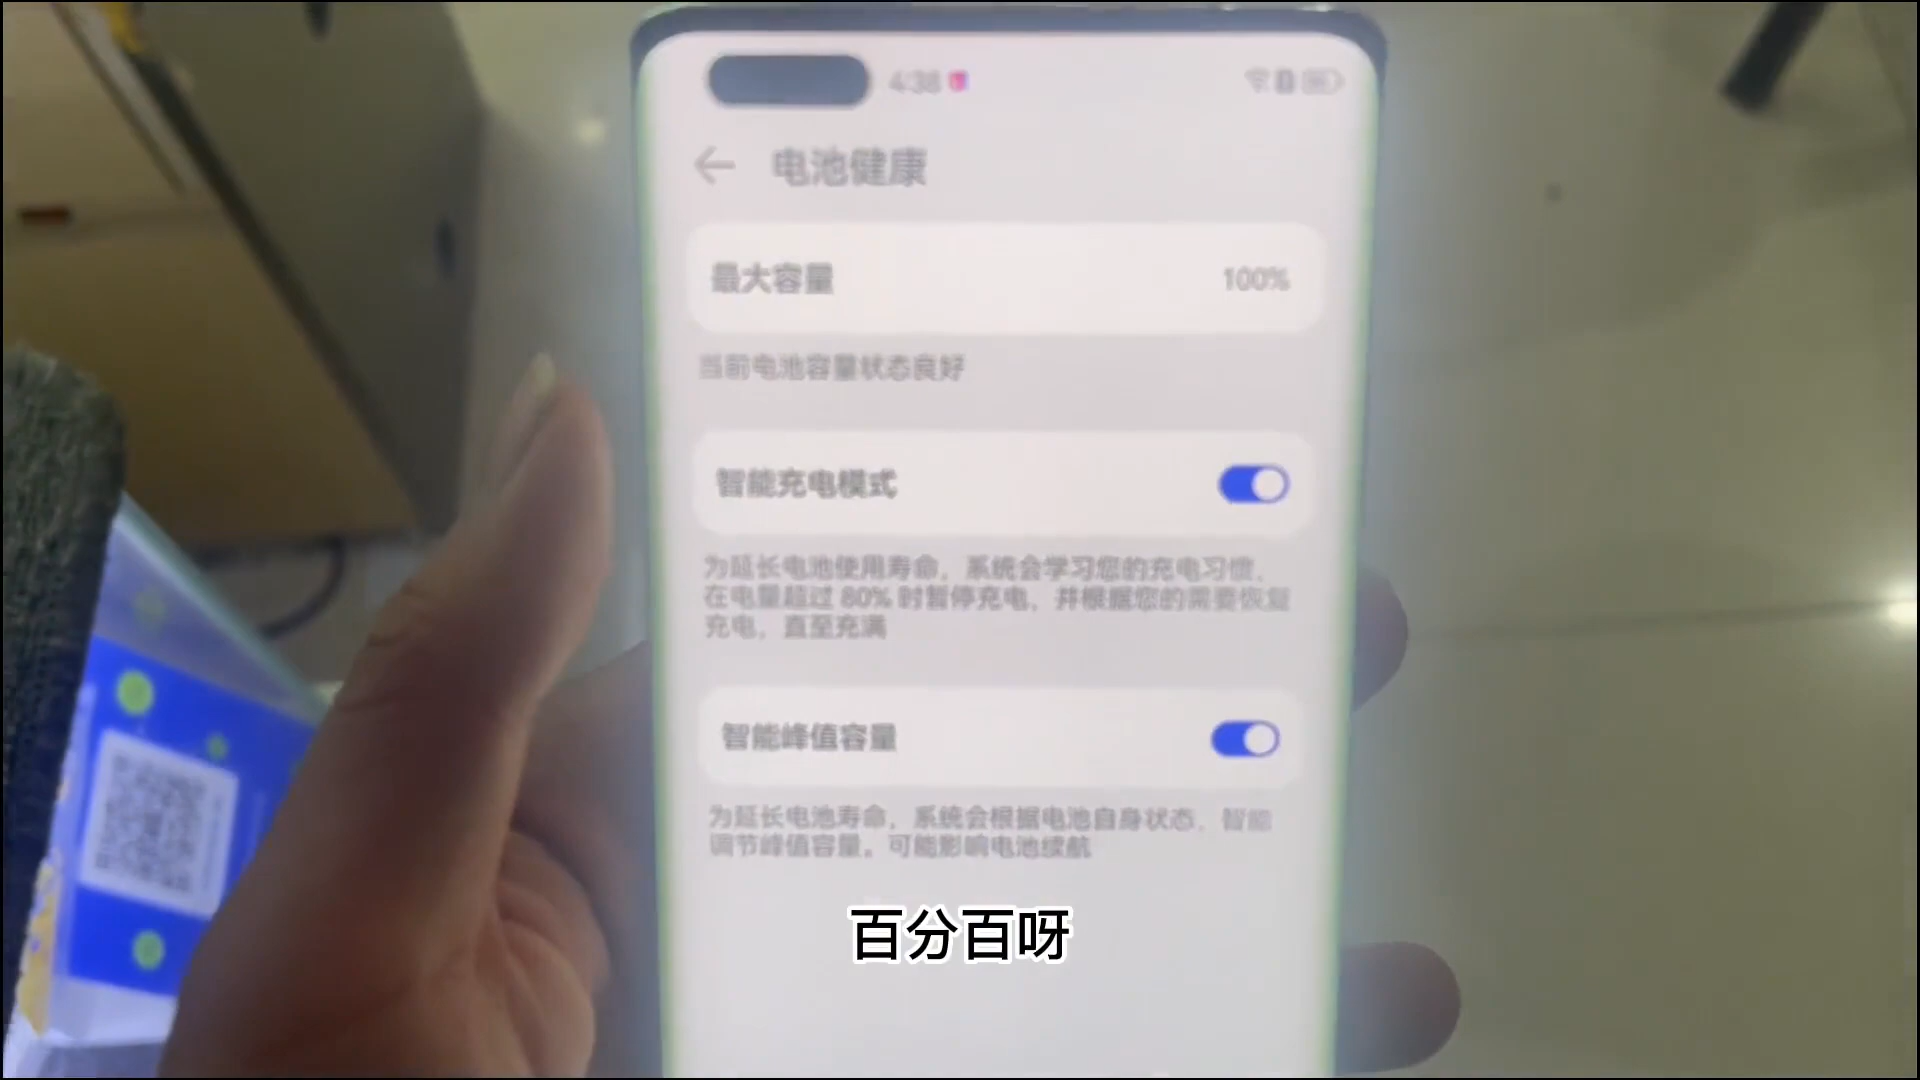 4:38
电池健康
最大容量 100%
当前电池容量状态良好
智能充电模式
为延长电池使用寿命，系统会学习您的充电习惯，
在电量超过 80% 时暂停充电，并根据您的需要恢复
充电，直至充满
智能峰值容量
为延长电池寿命，系统会根据电池自身状态，智能
调节峰值容量，可能影响电池续航
百分百呀